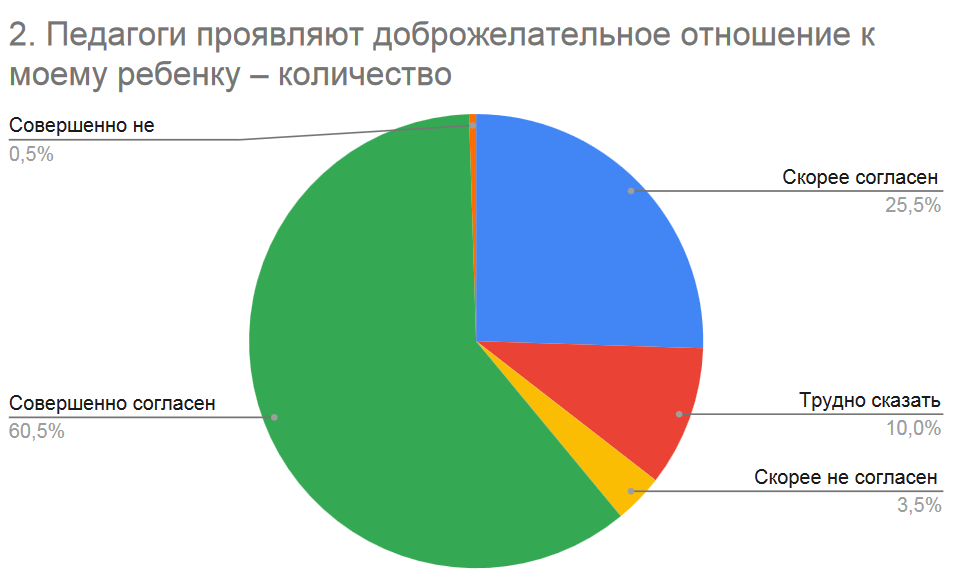 2. Педагоги проявляют доброжелательное отношение к
моему ребенку – количество
Совершенно не
0,5%
Скорее согласен
25,5%
Совершенно согласен
60,5%
Трудно сказать
10,0%
Скорее не согласен
3,5%